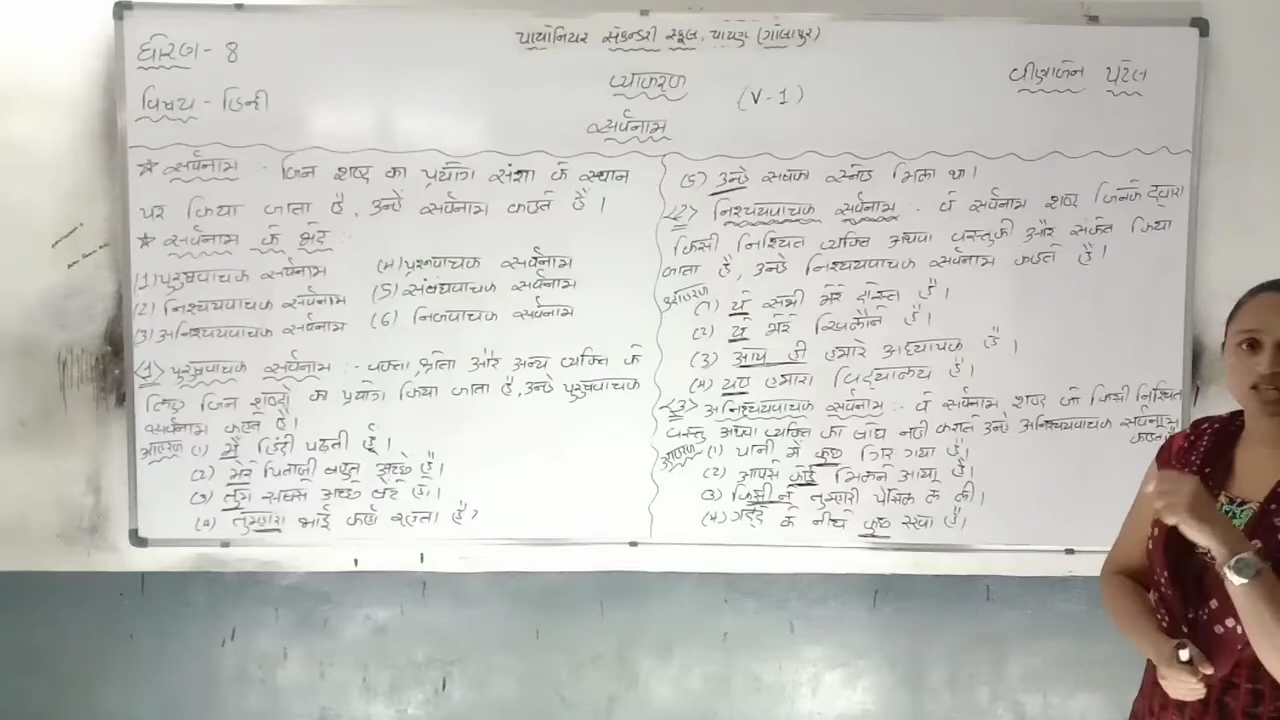 पायोनियर सेकन्डरी स्कूल, चायण (गोलापुर)
धोरण - 8
व्याकरण
वीणाबेन पटेल
विषय - हिन्दी
(V-1)
सर्वनाम
* सर्वनाम - जिन शब्द का प्रयोग संज्ञा के स्थान
पर किया जाता है, उन्हे सर्वनाम कहते हैं।
* सर्वनाम के भेद :
(1) पुरुषवाचक सर्वनाम
(2) निश्चयवाचक सर्वनाम
(3) अनिश्चयवाचक सर्वनाम
(4) प्रश्नवाचक सर्वनाम
(5) संबंधवाचक सर्वनाम
(6) निजवाचक सर्वनाम
<1> पुरुषवाचक सर्वनाम :- वक्ता, श्रोता और अन्य व्यक्ति के
लिए जिन शब्दों का प्रयोग किया जाता है, उन्हे पुरुषवाचक
सर्वनाम कहते हैं।
उदाहरण (1) मैं हिंदी पढ़ती हूँ।
(2) मेरे पिताजी बहुत अच्छे हैं।
(3) तुम सबसे अच्छे बेटे हो।
(4) तुम्हारा भाई कहाँ रहता है?
(5) उन्हे सबका स्नेह मिला था।
<2> निश्चयवाचक सर्वनाम :- वे सर्वनाम शब्द जिनके द्वारा
किसी निश्चित व्यक्ति अथवा वस्तुकी और संकेत किया
जाता है, उन्हे निश्चयवाचक सर्वनाम कहते हैं।
उदाहरण (1) ये सभी मेरे दोस्त हैं।
(2) ये मेरे खिलौने हैं।
(3) आप ही हमारे अध्यापक हैं।
(4) यह हमारा विद्यालय है।
<3> अनिश्चयवाचक सर्वनाम :- वे सर्वनाम शब्द जो किसी निश्चित
वस्तु अथवा व्यक्ति का बोध नहीं कराते उन्हे अनिश्चयवाचक सर्वनाम
कहते हैं
उदाहरण (1) पानी में कुछ गिर गया है।
(2) आपसे कोई मिलने आया है।
(3) किसी ने तुम्हारी पेंसिल ले ली।
(4) गद्दे के नीचे कुछ रखा है।